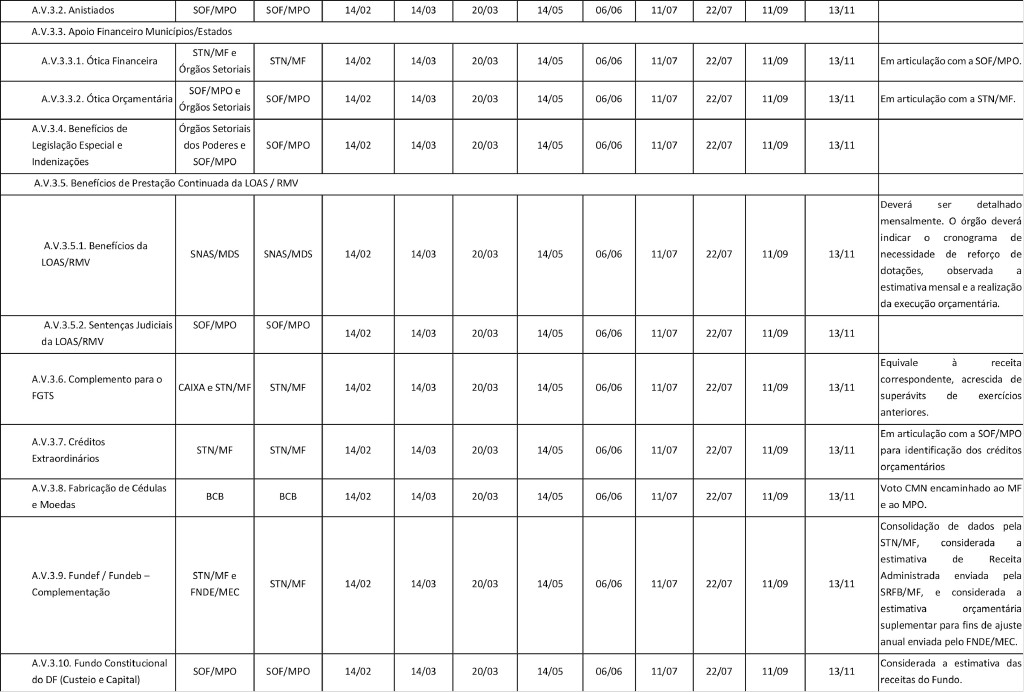 A.V.3.2. Anistiados SOF/MPO SOF/MPO 14/02 14/03 20/03 14/05 06/06 11/07 22/07 11/09 13/11
A.V.3.3. Apoio Financeiro Municípios/Estados
A.V.3.3.1. Ótica Financeira STN/MF e Órgãos Setoriais STN/MF 14/02 14/03 20/03 14/05 06/06 11/07 22/07 11/09 13/11 Em articulação com a SOF/MPO.
A.V.3.3.2. Ótica Orçamentária SOF/MPO e Órgãos Setoriais SOF/MPO 14/02 14/03 20/03 14/05 06/06 11/07 22/07 11/09 13/11 Em articulação com a STN/MF.
A.V.3.4. Benefícios de
Legislação Especial e
Indenizações
Órgãos Setoriais
dos Poderes e
SOF/MPO
SOF/MPO 14/02 14/03 20/03 14/05 06/06 11/07 22/07 11/09 13/11
A.V.3.5. Benefícios de Prestação Continuada da LOAS / RMV
A.V.3.5.1. Benefícios da
LOAS/RMV
SNAS/MDS SNAS/MDS 14/02 14/03 20/03 14/05 06/06 11/07 22/07 11/09 13/11
Deverá ser detalhado
mensalmente. O órgão deverá
indicar o cronograma de
necessidade de reforço de
dotações, observada a
estimativa mensal e a realização
da execução orçamentária.
A.V.3.5.2. Sentenças Judiciais
da LOAS/RMV
SOF/MPO SOF/MPO 14/02 14/03 20/03 14/05 06/06 11/07 22/07 11/09 13/11
A.V.3.6. Complemento para o
FGTS
CAIXA e STN/MF STN/MF 14/02 14/03 20/03 14/05 06/06 11/07 22/07 11/09 13/11
Equivale à receita
correspondente, acrescida de
superávits de exercícios
anteriores.
A.V.3.7. Créditos
Extraordinários
STN/MF STN/MF 14/02 14/03 20/03 14/05 06/06 11/07 22/07 11/09 13/11
Em articulação com a SOF/MPO
para identificação dos créditos
orçamentários
A.V.3.8. Fabricação de Cédulas
e Moedas
BCB BCB 14/02 14/03 20/03 14/05 06/06 11/07 22/07 11/09 13/11
Voto CMN encaminhado ao MF
e ao MPO.
A.V.3.9. Fundef / Fundeb –
Complementação
STN/MF e
FNDE/MEC
STN/MF 14/02 14/03 20/03 14/05 06/06 11/07 22/07 11/09 13/11
Consolidação de dados pela
STN/MF, considerada a
estimativa de Receita
Administrada enviada pela
SRFB/MF, e considerada a
estimativa orçamentária
suplementar para fins de ajuste
anual enviada pelo FNDE/MEC.
A.V.3.10. Fundo Constitucional
do DF (Custeio e Capital)
SOF/MPO SOF/MPO 14/02 14/03 20/03 14/05 06/06 11/07 22/07 11/09 13/11
Considerada a estimativa das
receitas do Fundo.